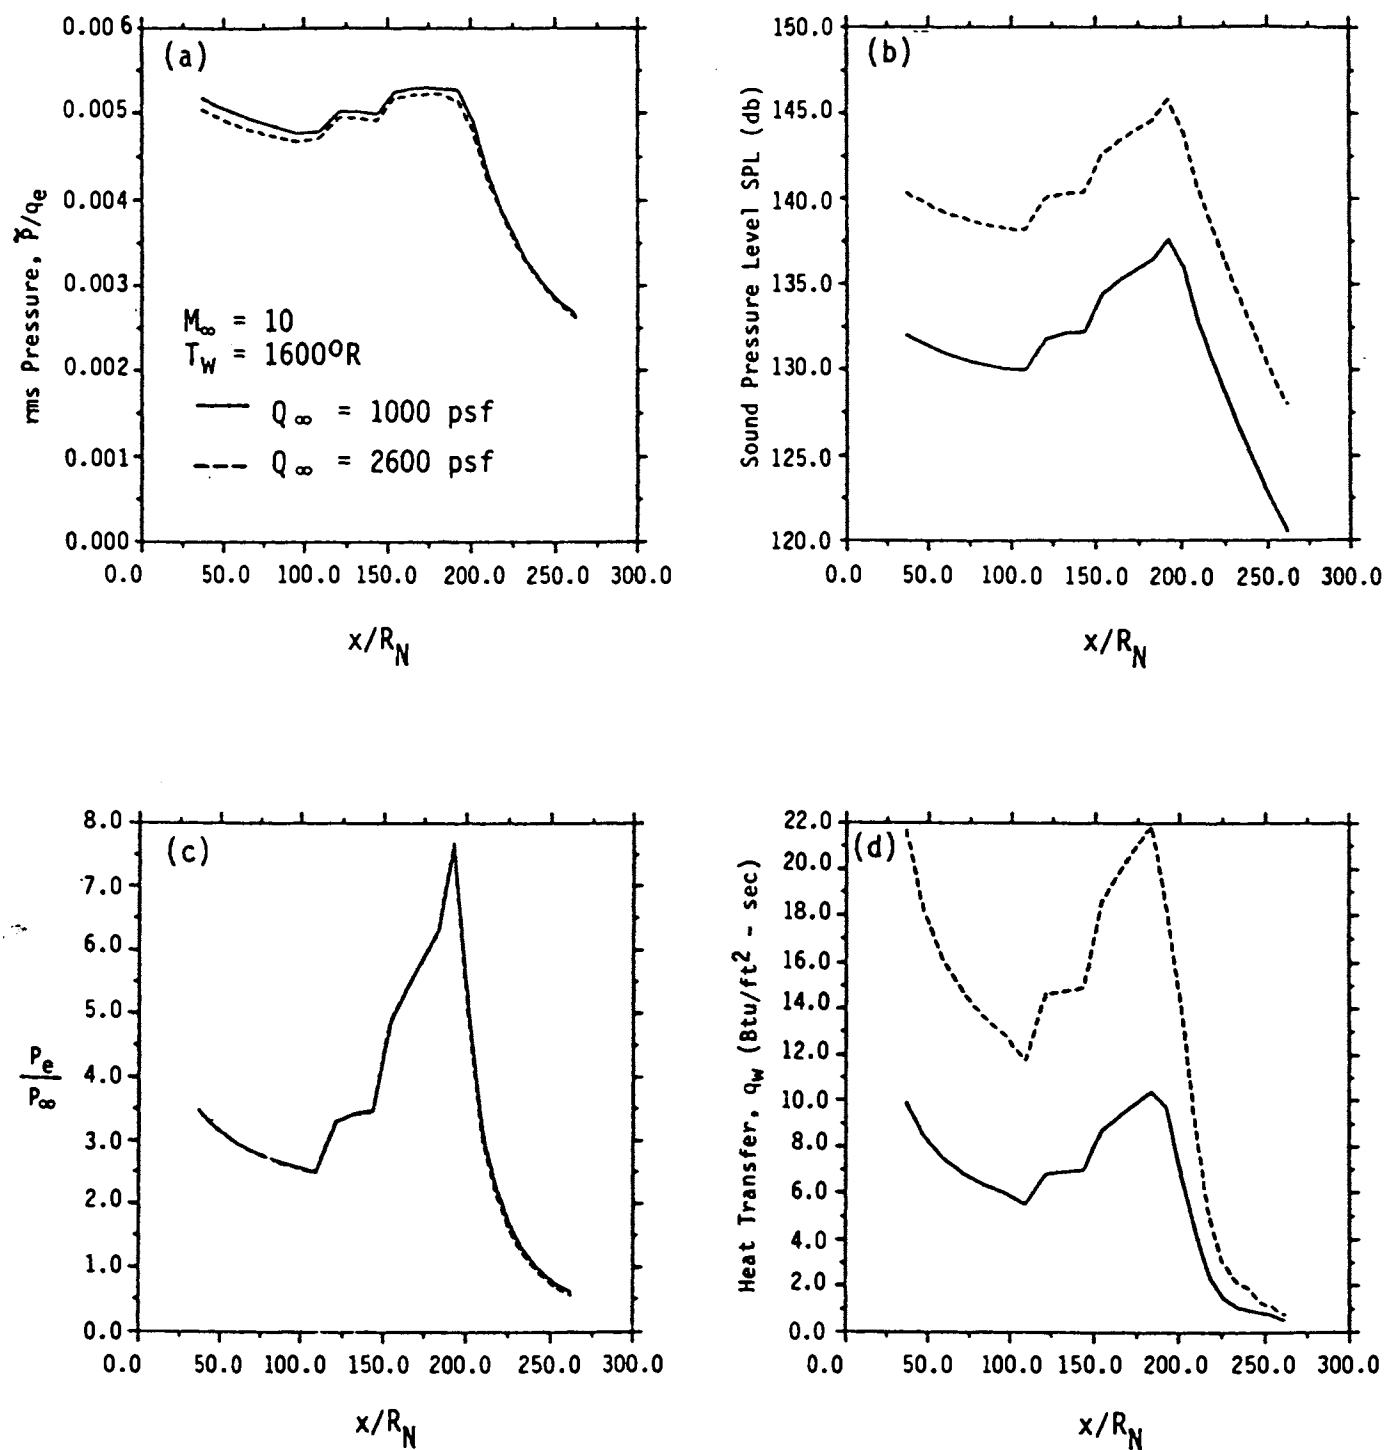 (a)
rms Pressure, p̃/qₑ
0.006
0.005
0.004
0.003
0.002
0.001
0.000
M∞ = 10
T_W = 1600°R
Q∞ = 1000 psf
Q∞ = 2600 psf
0.0 50.0 100.0 150.0 200.0 250.0 300.0
x/R_N
(b)
Sound Pressure Level SPL (db)
150.0
145.0
140.0
135.0
130.0
125.0
120.0
0.0 50.0 100.0 150.0 200.0 250.0 300.0
x/R_N
(c)
Pₑ
P∞
8.0
7.0
6.0
5.0
4.0
3.0
2.0
1.0
0.0
0.0 50.0 100.0 150.0 200.0 250.0 300.0
x/R_N
(d)
Heat Transfer, q_w (Btu/ft² - sec)
22.0
20.0
18.0
16.0
14.0
12.0
10.0
8.0
6.0
4.0
2.0
0.0
0.0 50.0 100.0 150.0 200.0 250.0 300.0
x/R_N